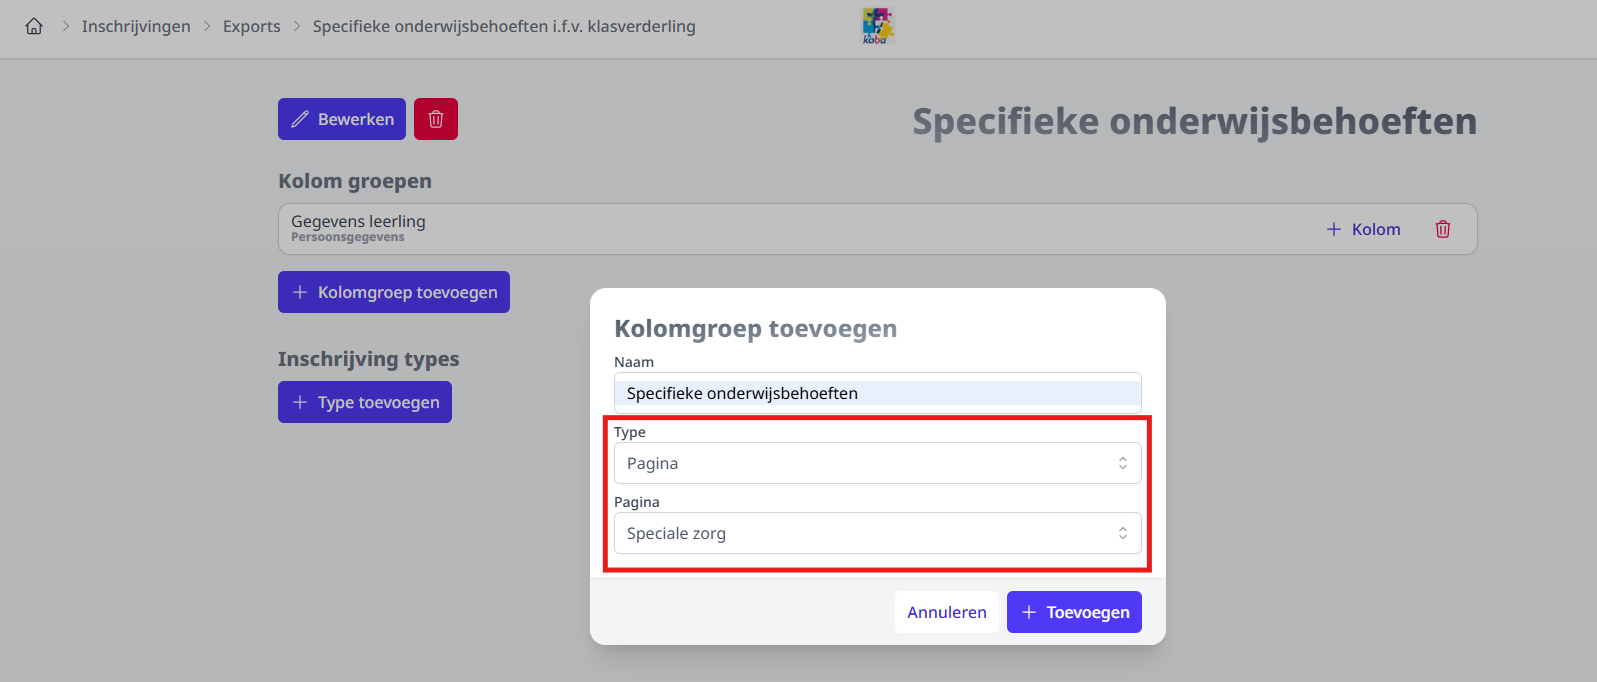 Inschrijvingen > Exports > Specifieke onderwijsbehoeften i.f.v. klasverderling
koba
Bewerken
Specifieke onderwijsbehoeften
Kolom groepen
Gegevens leerling
Persoonsgegevens
+ Kolom
+ Kolomgroep toevoegen
Inschrijving types
+ Type toevoegen
Kolomgroep toevoegen
Naam
Specifieke onderwijsbehoeften
Type
Pagina
Pagina
Speciale zorg
Annuleren
+ Toevoegen